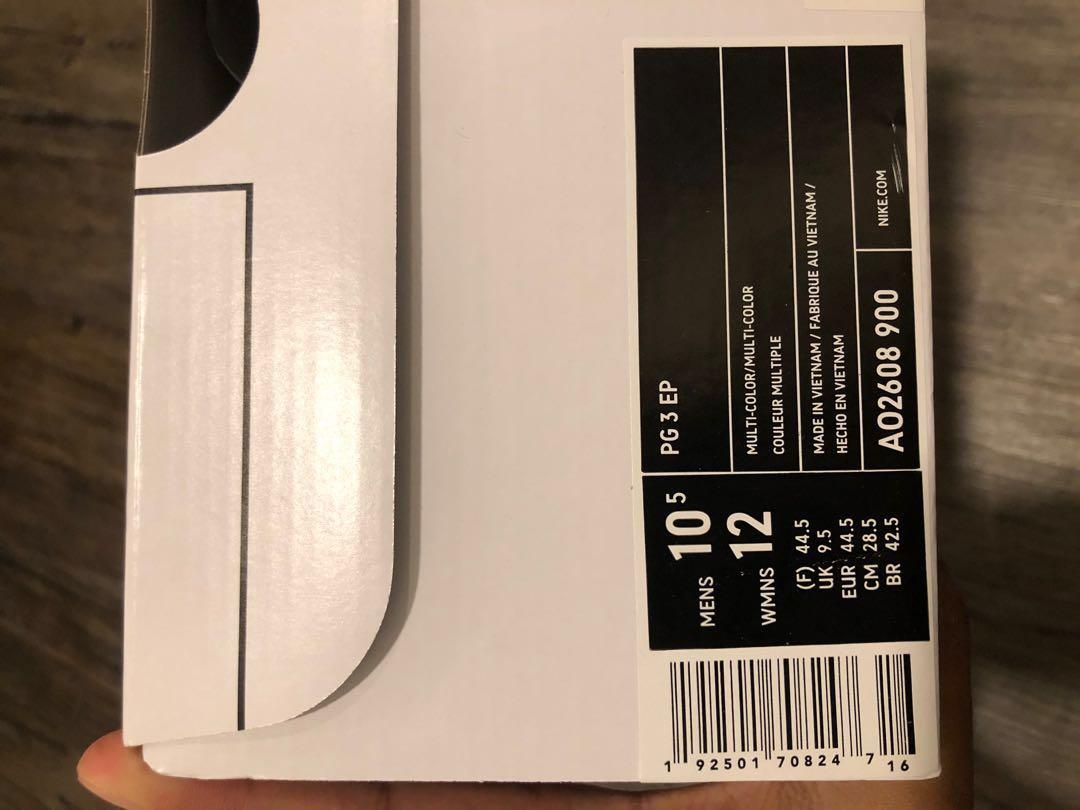 PG 3 EP
MULTI-COLOR/MULTI-COLOR
COULEUR MULTIPLE
MADE IN VIETNAM / FABRIQUE AU VIETNAM /
HECHO EN VIETNAM
AO2608 900
NIKE.COM
MENS 10 5
WMNS 12
(F) 44.5
UK 9.5
EUR 44.5
CM 28.5
BR 42.5
1 92501 70824 7 16